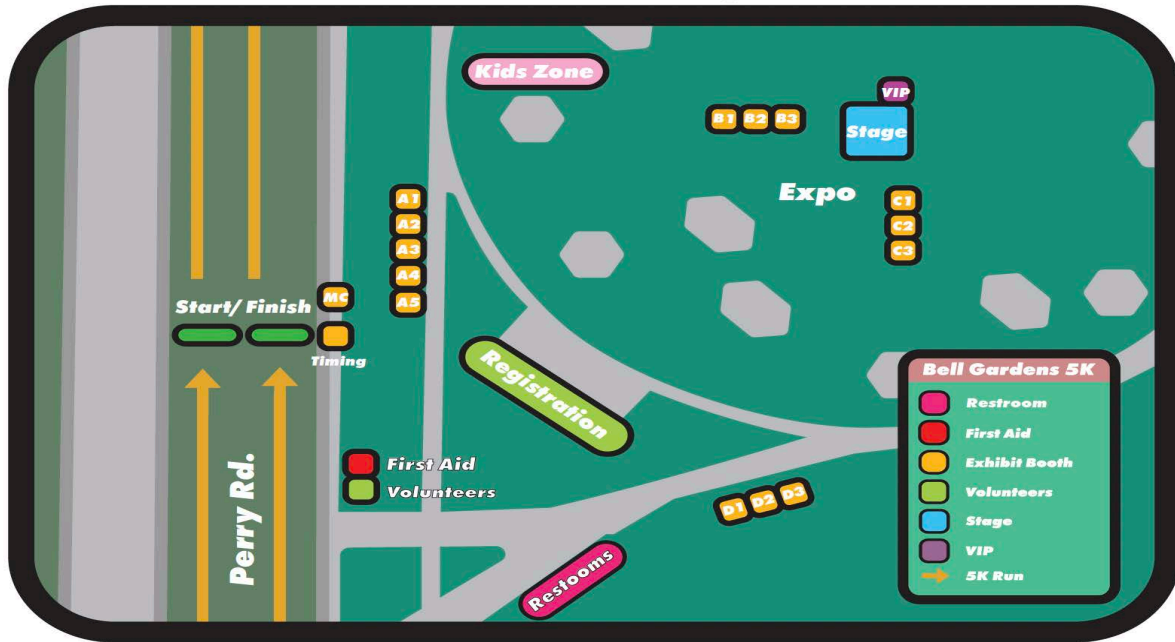 Kids Zone
VIP
Stage
B1 B2 B3
Expo
A1
A2
A3
A4
A5
C1
C2
C3
MC
Start/ Finish
Timing
Registration
First Aid
Volunteers
Perry Rd.
D1 D2 D3
Restooms
Bell Gardens 5K
Restroom
First Aid
Exhibit Booth
Volunteers
Stage
VIP
5K Run